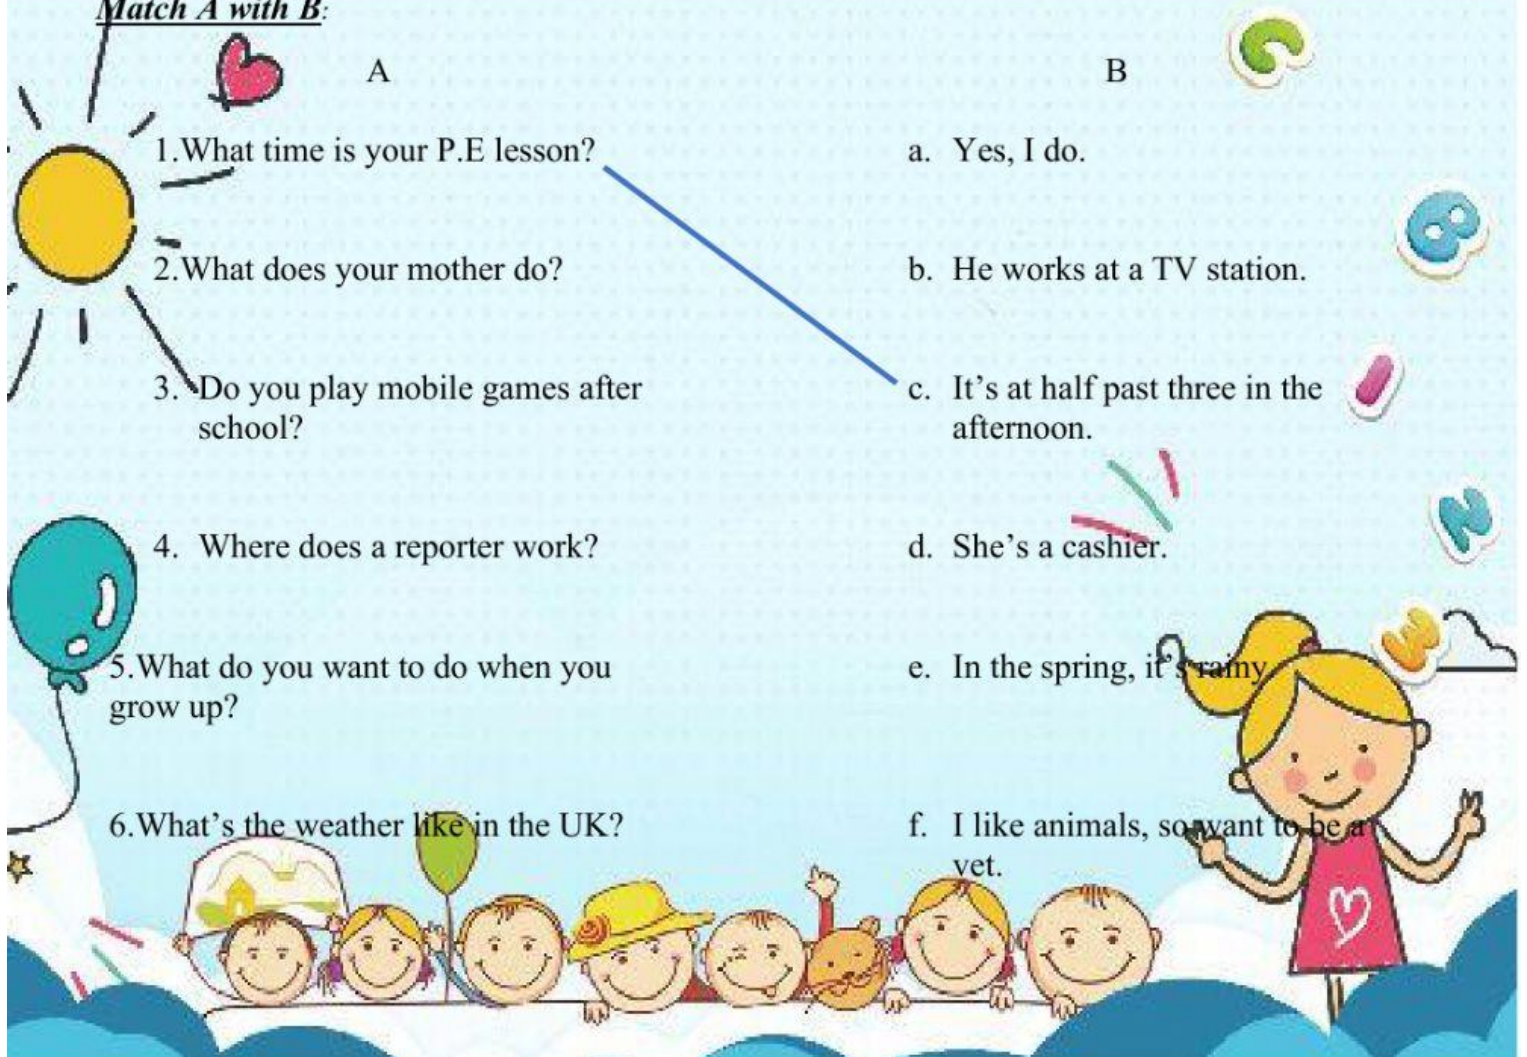 Match A with B:
A
B
1.What time is your P.E lesson?
a. Yes, I do.
2.What does your mother do?
b. He works at a TV station.
3. Do you play mobile games after
school?
c. It’s at half past three in the
afternoon.
4. Where does a reporter work?
d. She’s a cashier.
5.What do you want to do when you
grow up?
e. In the spring, it’s rainy
6.What’s the weather like in the UK?
f. I like animals, so want to be a
vet.